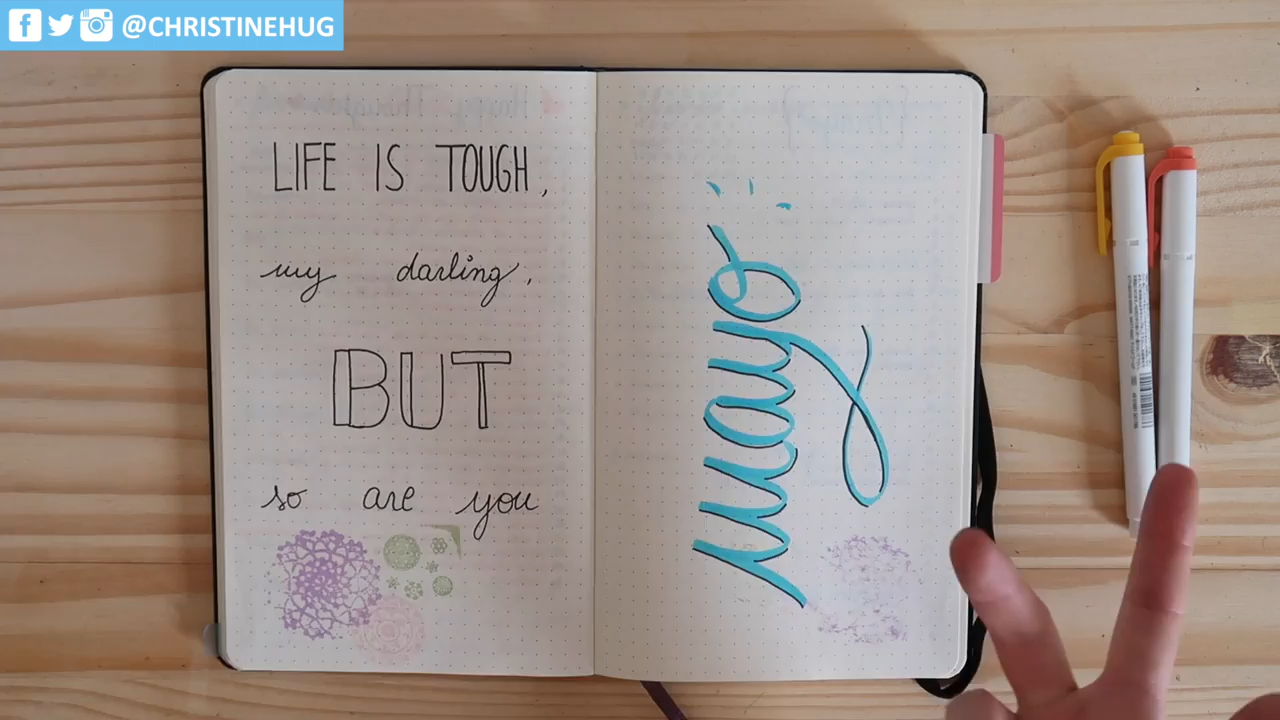 @CHRISTINEHUG
LIFE IS TOUGH,
my darling,
BUT
so are you
mayo